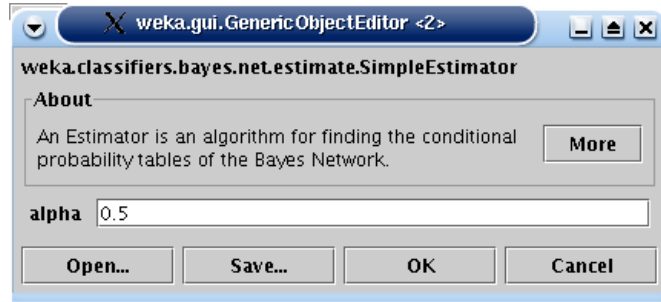 weka.gui.GenericObjectEditor <2>
weka.classifiers.bayes.net.estimate.SimpleEstimator
About
An Estimator is an algorithm for finding the conditional
probability tables of the Bayes Network.
More
alpha 0.5
Open... Save... OK Cancel